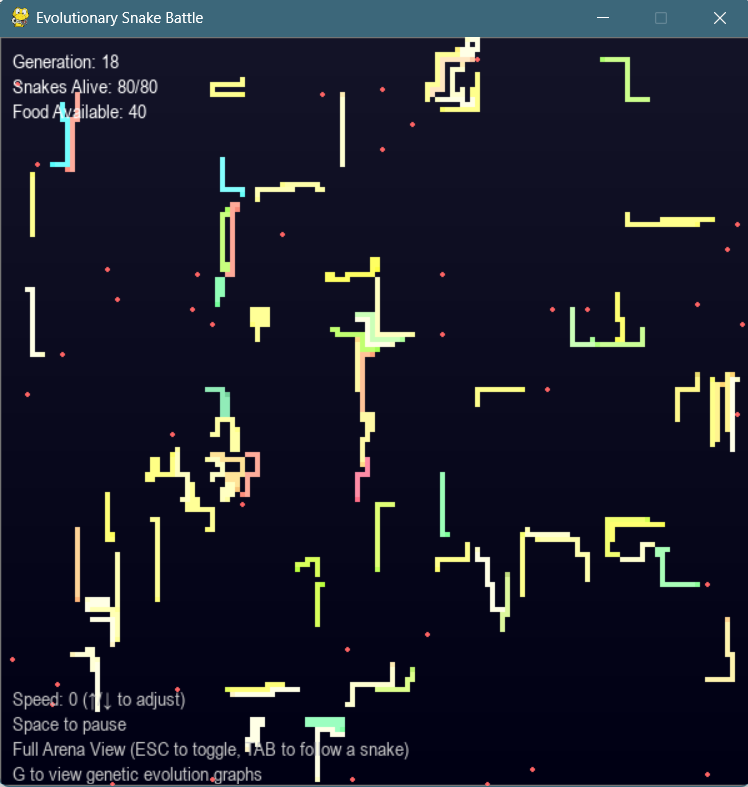 Evolutionary Snake Battle
Generation: 18
Snakes Alive: 80/80
Food Available: 40
Speed: 0 (↑/↓ to adjust)
Space to pause
Full Arena View (ESC to toggle, TAB to follow a snake)
G to view genetic evolution graphs